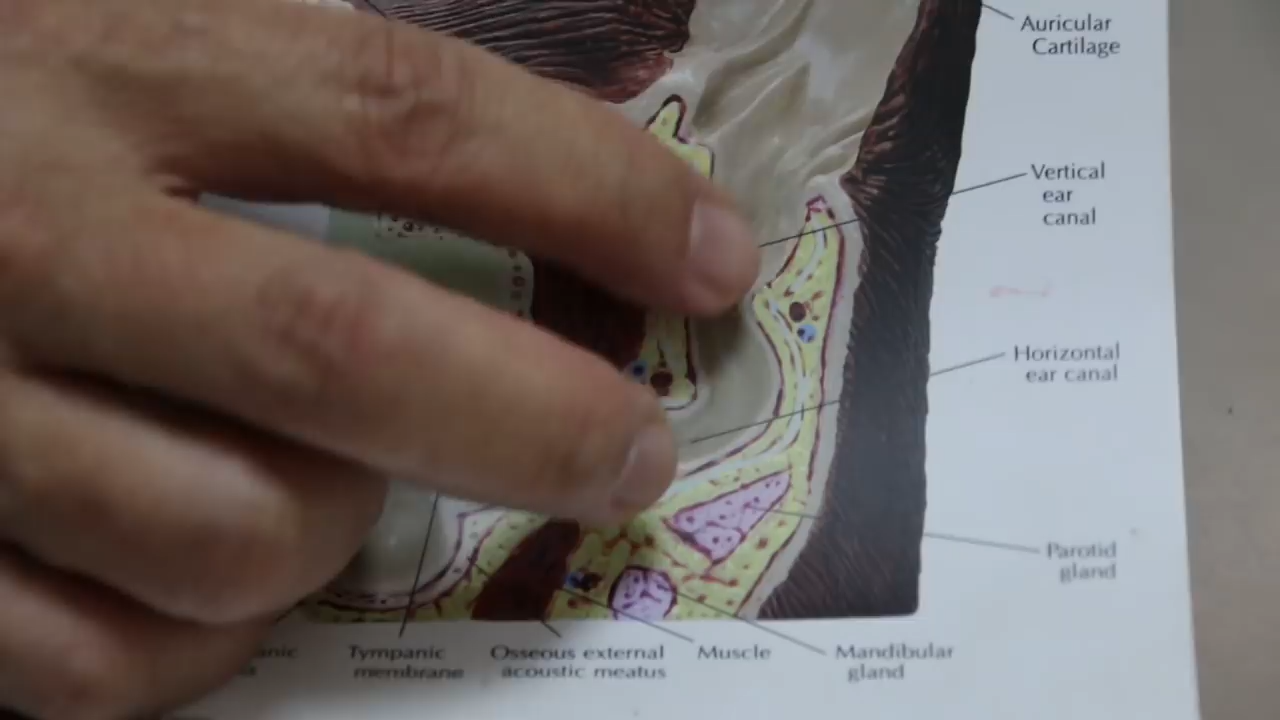 Auricular
Cartilage
Vertical
ear
canal
Horizontal
ear canal
Parotid
gland
Tympanic
membrane
Osseous external
acoustic meatus
Muscle
Mandibular
gland